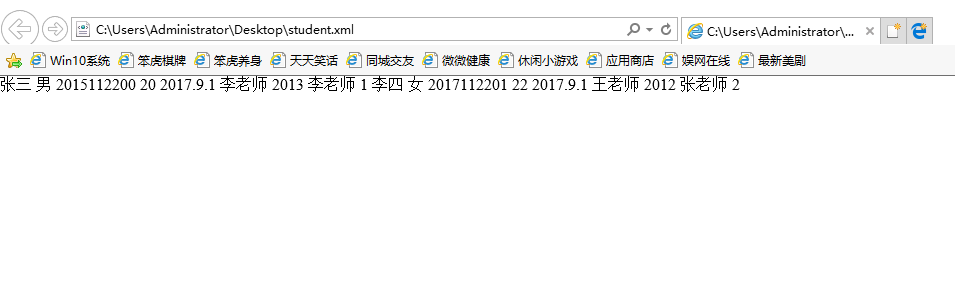 C:\Users\Administrator\Desktop\student.xml
C:\Users\Administrator\...
Win10系统 笨虎棋牌 笨虎养身 天天笑话 同城交友 微微健康 休闲小游戏 应用商店 娱网在线 最新美剧
张三 男 2015112200 20 2017.9.1 李老师 2013 李老师 1 李四 女 2017112201 22 2017.9.1 王老师 2012 张老师 2